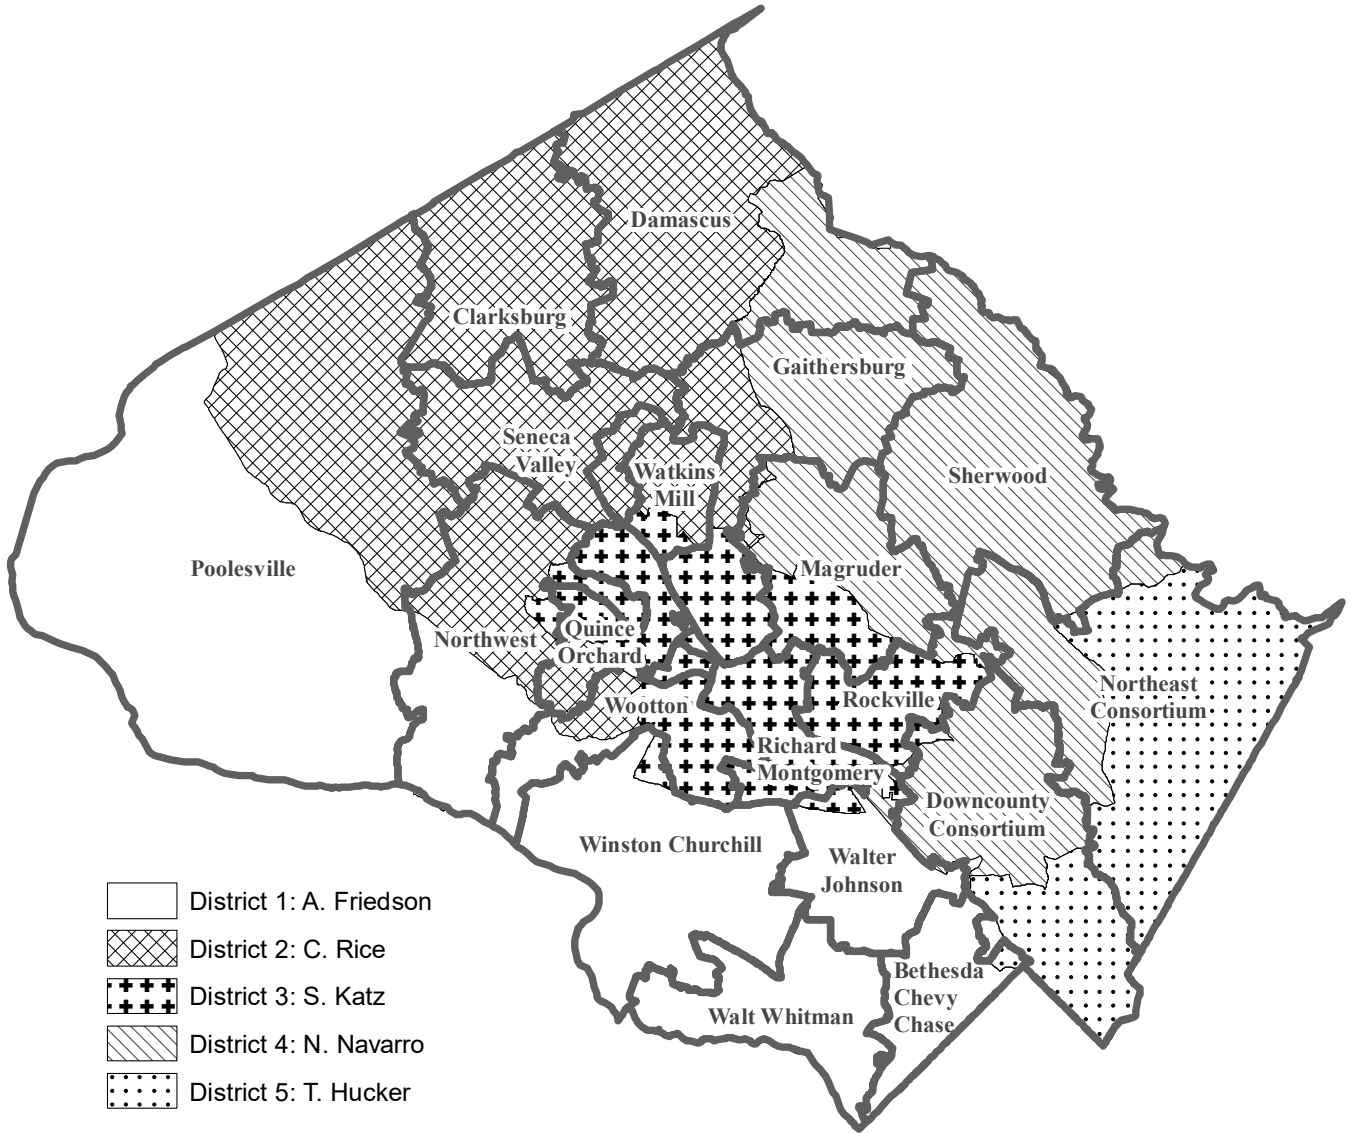 Damascus
Clarksburg
Gaithersburg
Seneca
Valley
Watkins
Mill
Sherwood
Poolesville
Magruder
Northwest
Quince
Orchard
Wootton
Rockville
Northeast
Consortium
Richard
Montgomery
Downcounty
Consortium
Winston Churchill
Walter
Johnson
Bethesda
Chevy
Chase
Walt Whitman
District 1: A. Friedson
District 2: C. Rice
District 3: S. Katz
District 4: N. Navarro
District 5: T. Hucker